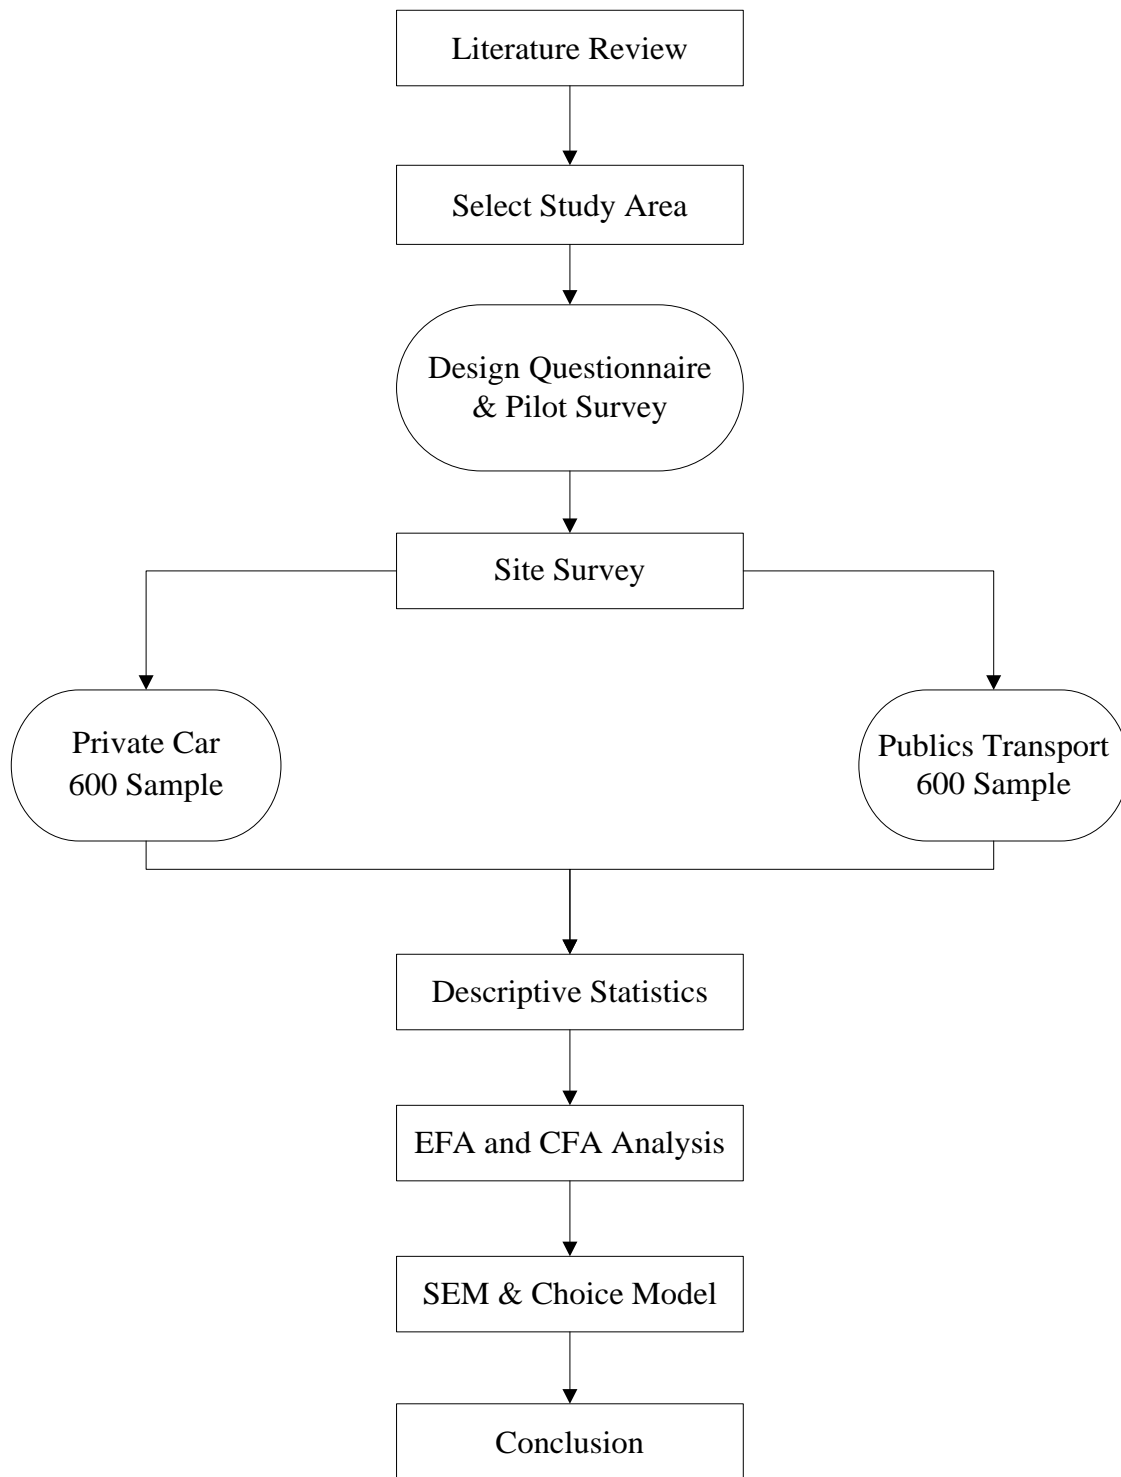 Literature Review
Select Study Area
Design Questionnaire
& Pilot Survey
Site Survey
Private Car
600 Sample
Publics Transport
600 Sample
Descriptive Statistics
EFA and CFA Analysis
SEM & Choice Model
Conclusion